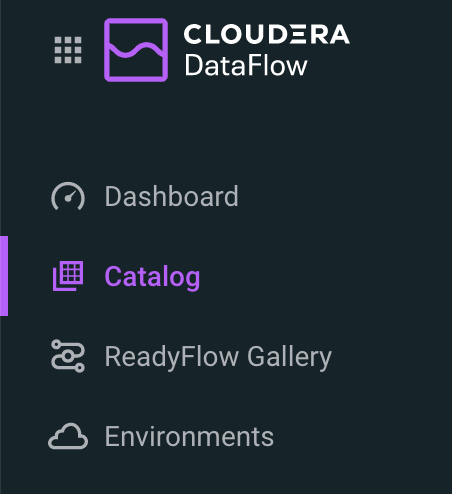 CLOUDERA
DataFlow
Dashboard
Catalog
ReadyFlow Gallery
Environments